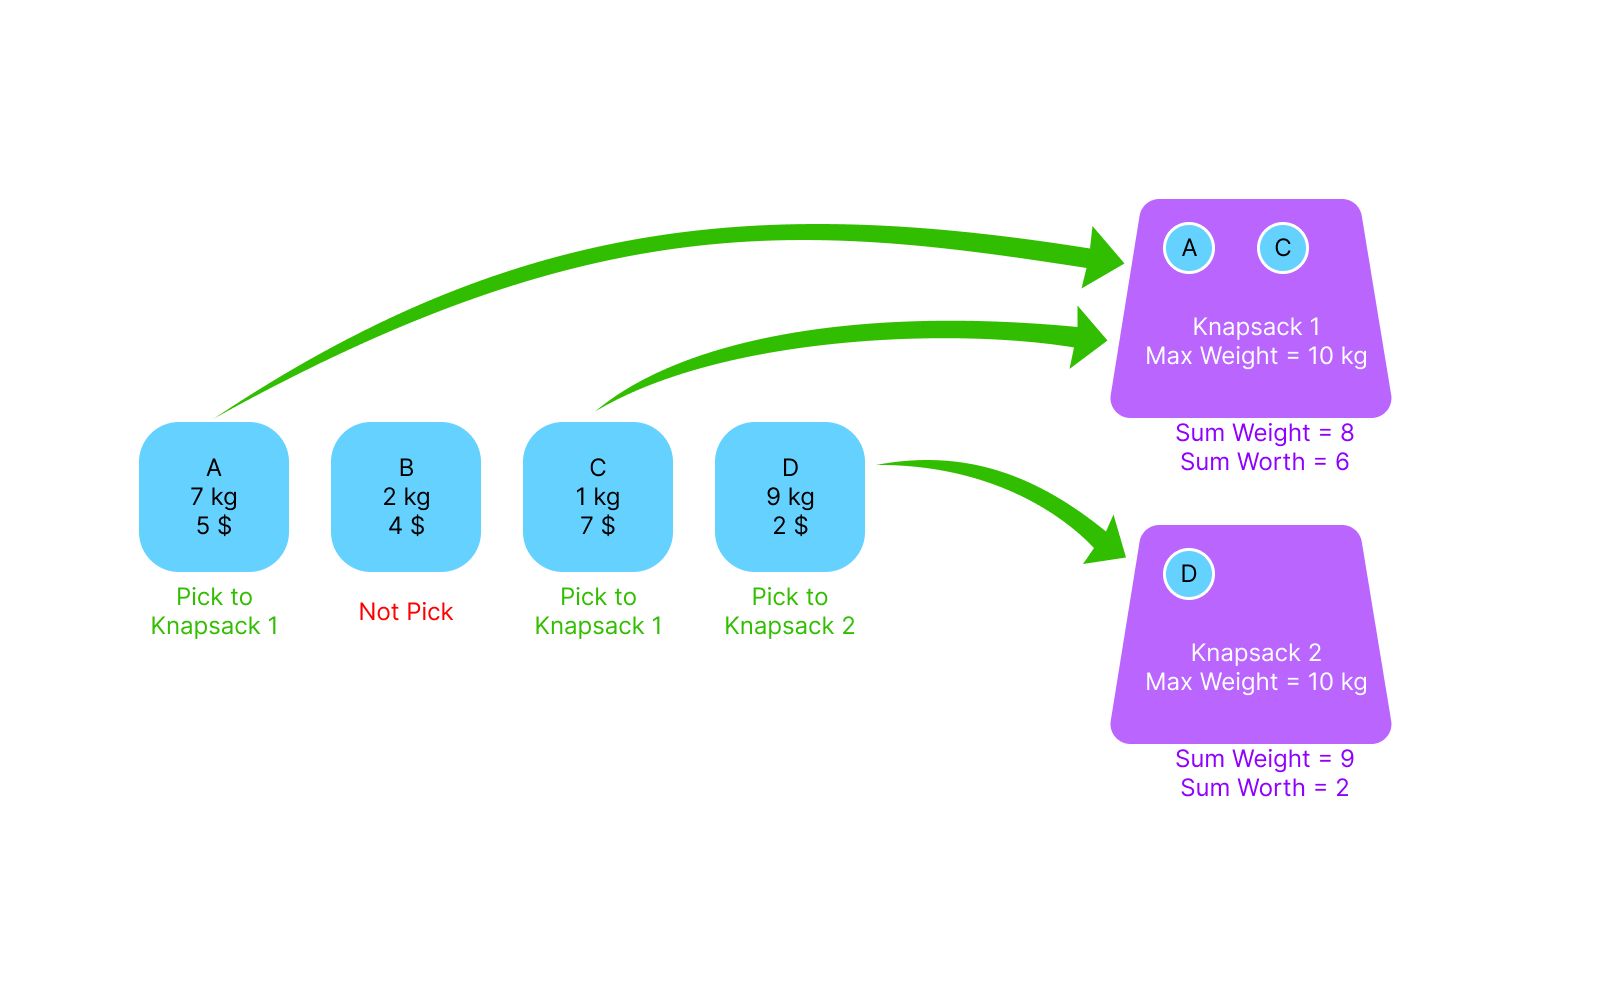 A
C
Knapsack 1
Max Weight = 10 kg
Sum Weight = 8
Sum Worth = 6
A
7 kg
5 $
Pick to
Knapsack 1
B
2 kg
4 $
Not Pick
C
1 kg
7 $
Pick to
Knapsack 1
D
9 kg
2 $
Pick to
Knapsack 2
D
Knapsack 2
Max Weight = 10 kg
Sum Weight = 9
Sum Worth = 2